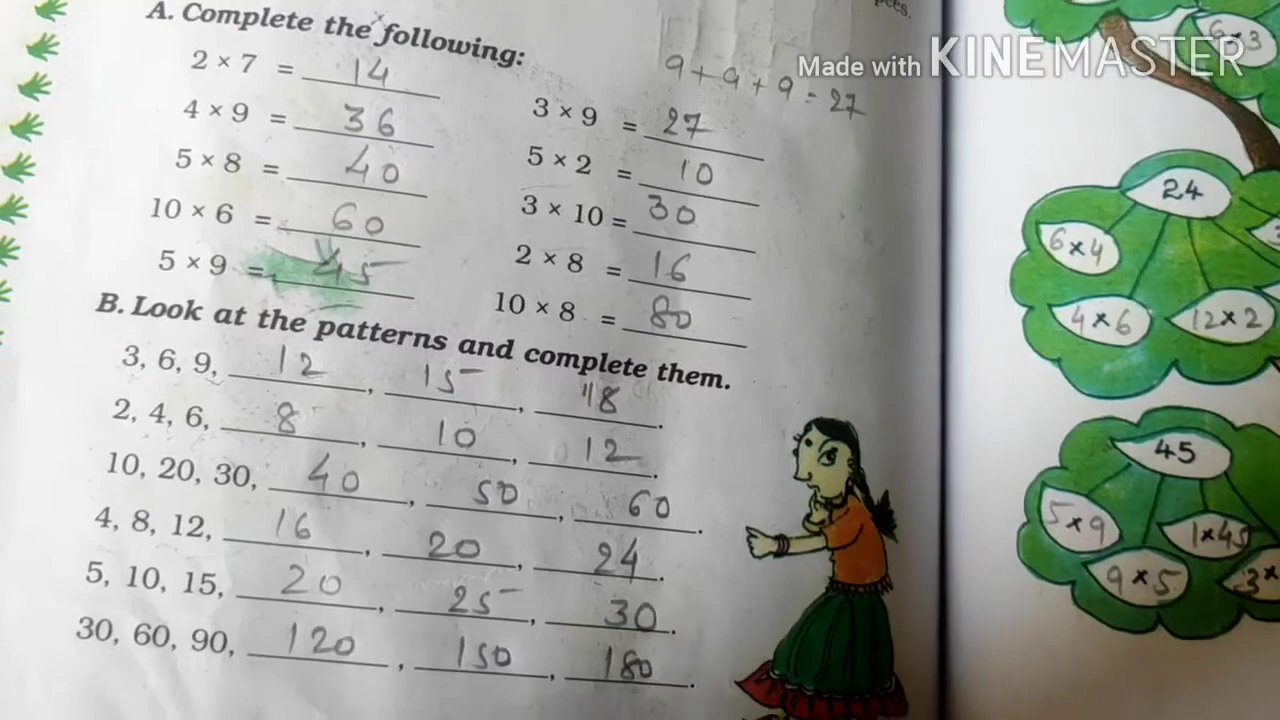 pees.
A. Complete the following:
9 + 9 + 9 = 27
Made with KINEMASTER
2 × 7 = 14
4 × 9 = 36
5 × 8 = 40
10 × 6 = 60
5 × 9 = 45
3 × 9 = 27
5 × 2 = 10
3 × 10 = 30
2 × 8 = 16
10 × 8 = 80
B. Look at the patterns and complete them.
3, 6, 9, 12, 15, 18.
2, 4, 6, 8, 10, 12.
10, 20, 30, 40, 50, 60.
4, 8, 12, 16, 20, 24.
5, 10, 15, 20, 25, 30.
30, 60, 90, 120, 150, 180.
6×3
24
6×4
4×6
12×2
45
5×9
1×45
9×5
3×